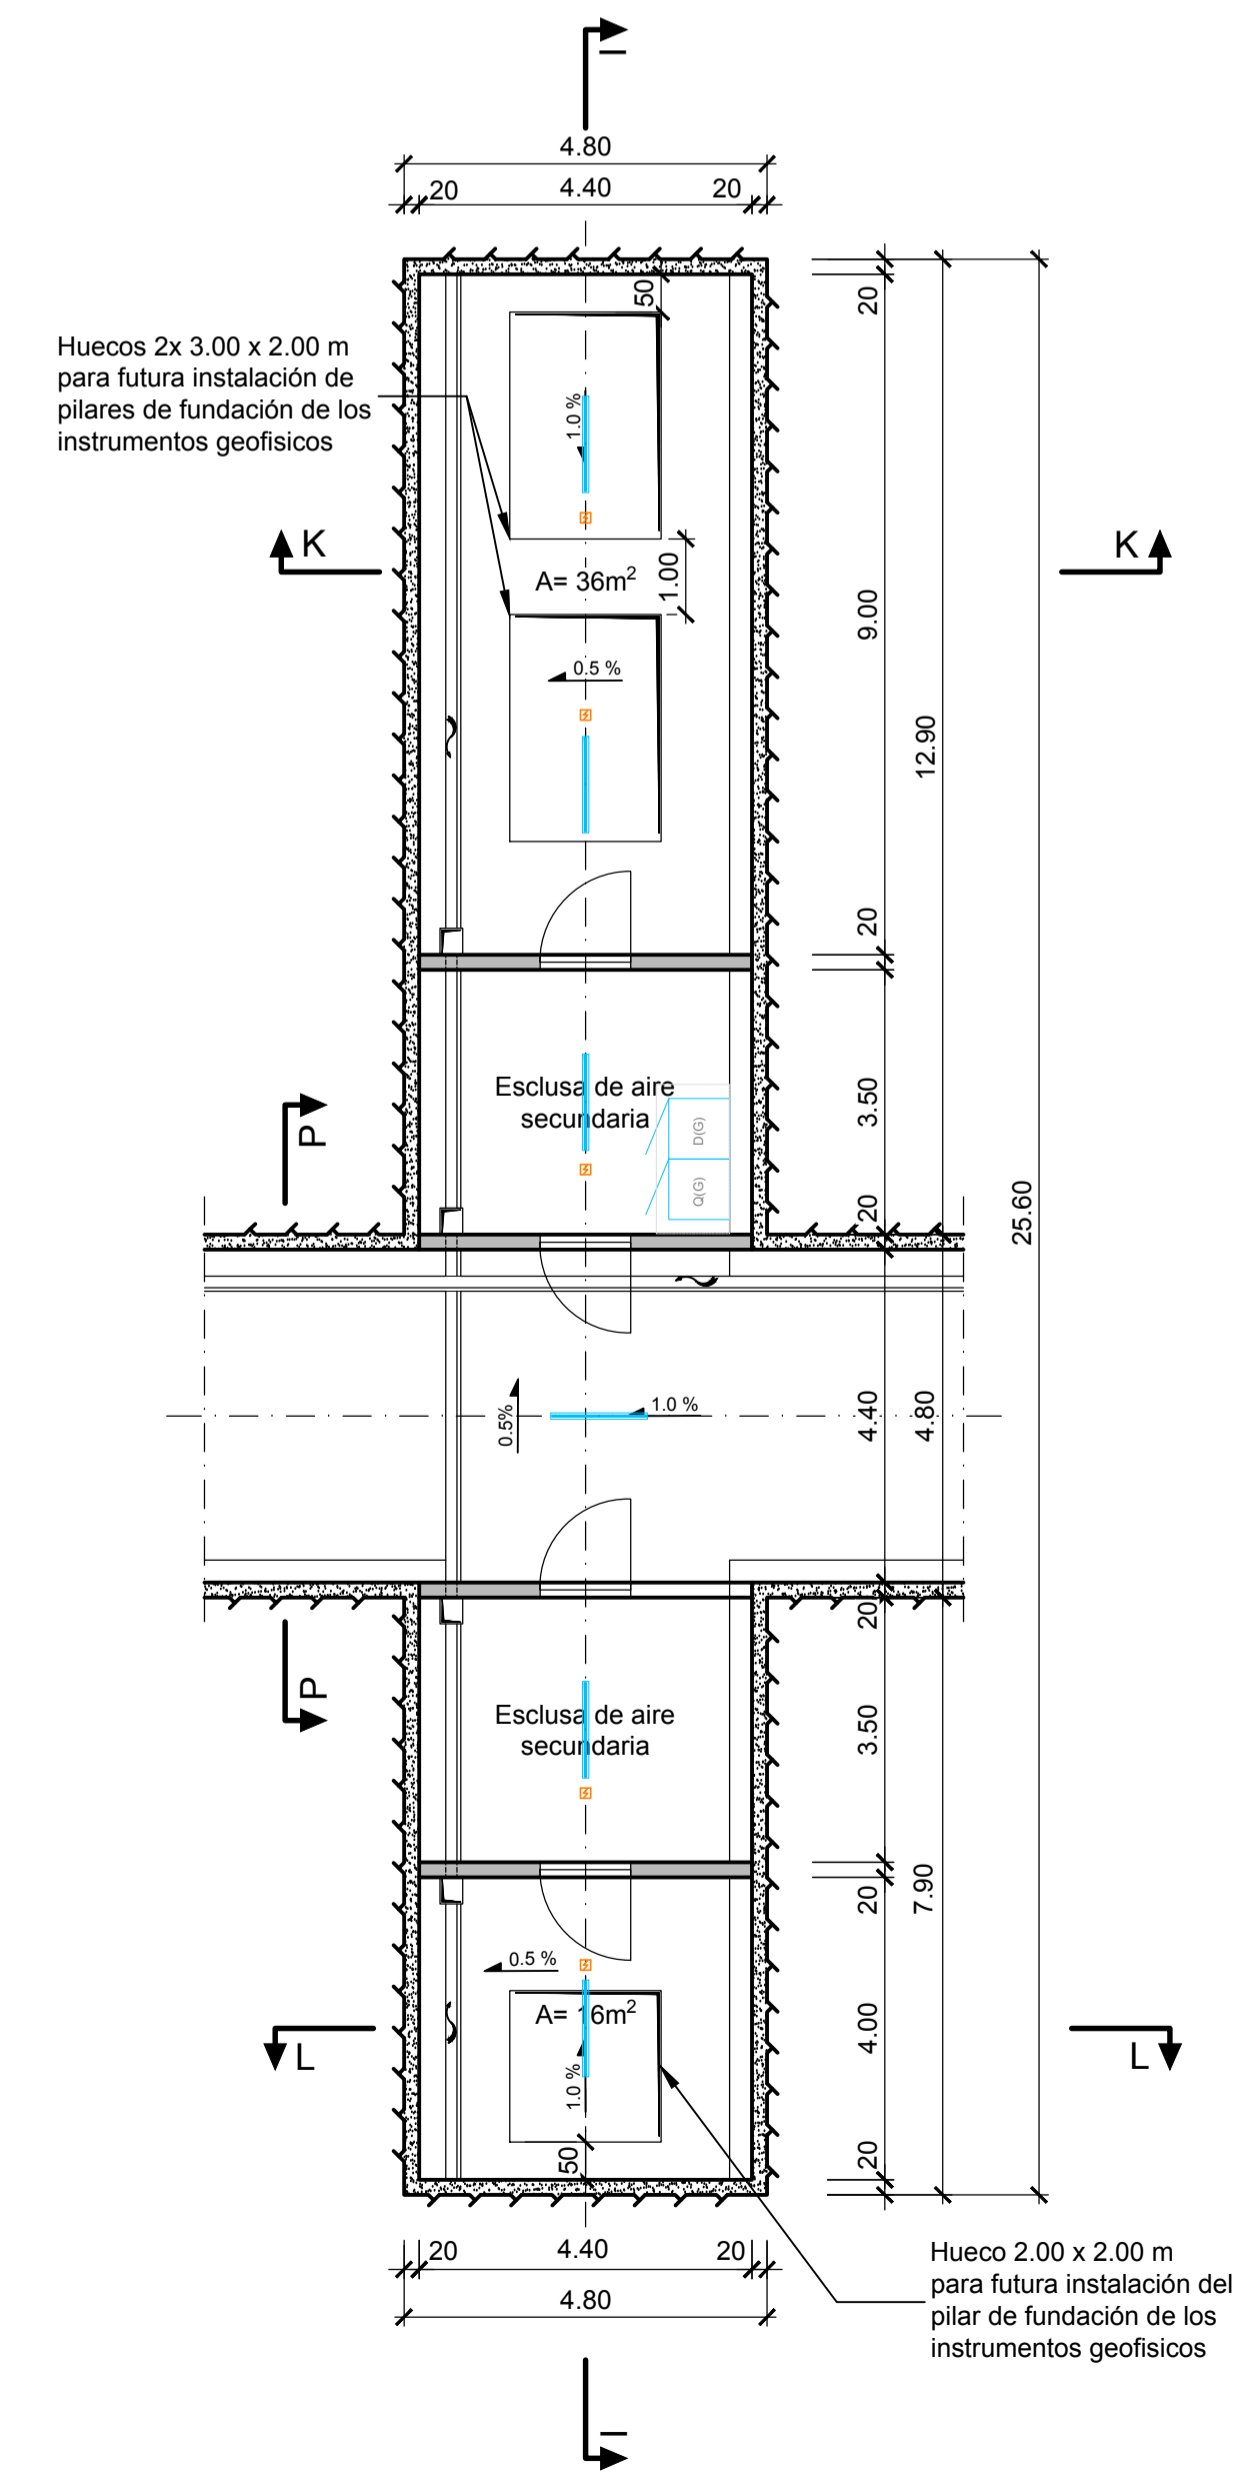 I
4.80
20 4.40 20
50
20
Huecos 2x 3.00 x 2.00 m
para futura instalación de
pilares de fundación de los
instrumentos geofisicos
1.0 %
K
K
A= 36m²
1.00
9.00
0.5 %
12.90
20
Esclusa de aire
secundaria
D(G)
Q(G)
3.50
P
20
25.60
0.5%
1.0 %
4.40
4.80
20
P
Esclusa de aire
secundaria
3.50
20
7.90
0.5 %
A= 16m²
4.00
L
L
1.0 %
50
20
20 4.40 20
4.80
Hueco 2.00 x 2.00 m
para futura instalación del
pilar de fundación de los
instrumentos geofisicos
I